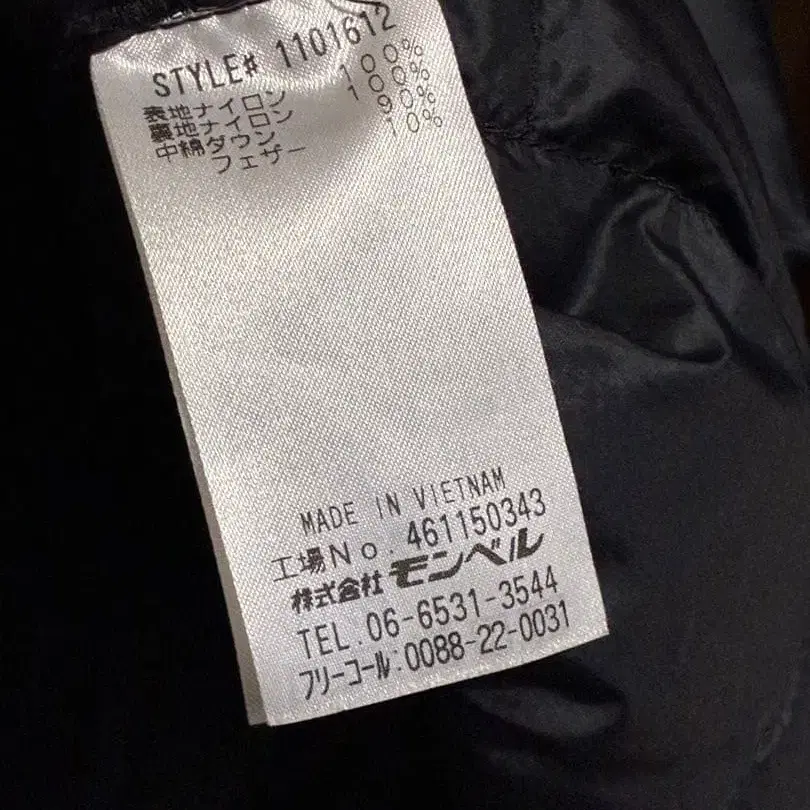 STYLE# 1101612
表地ナイロン 100%
裏地ナイロン 100%
中綿ダウン 90%
フェザー 10%
MADE IN VIETNAM
工場No. 461150343
株式会社 モンベル
TEL.06-6531-3544
フリーコール:0088-22-0031